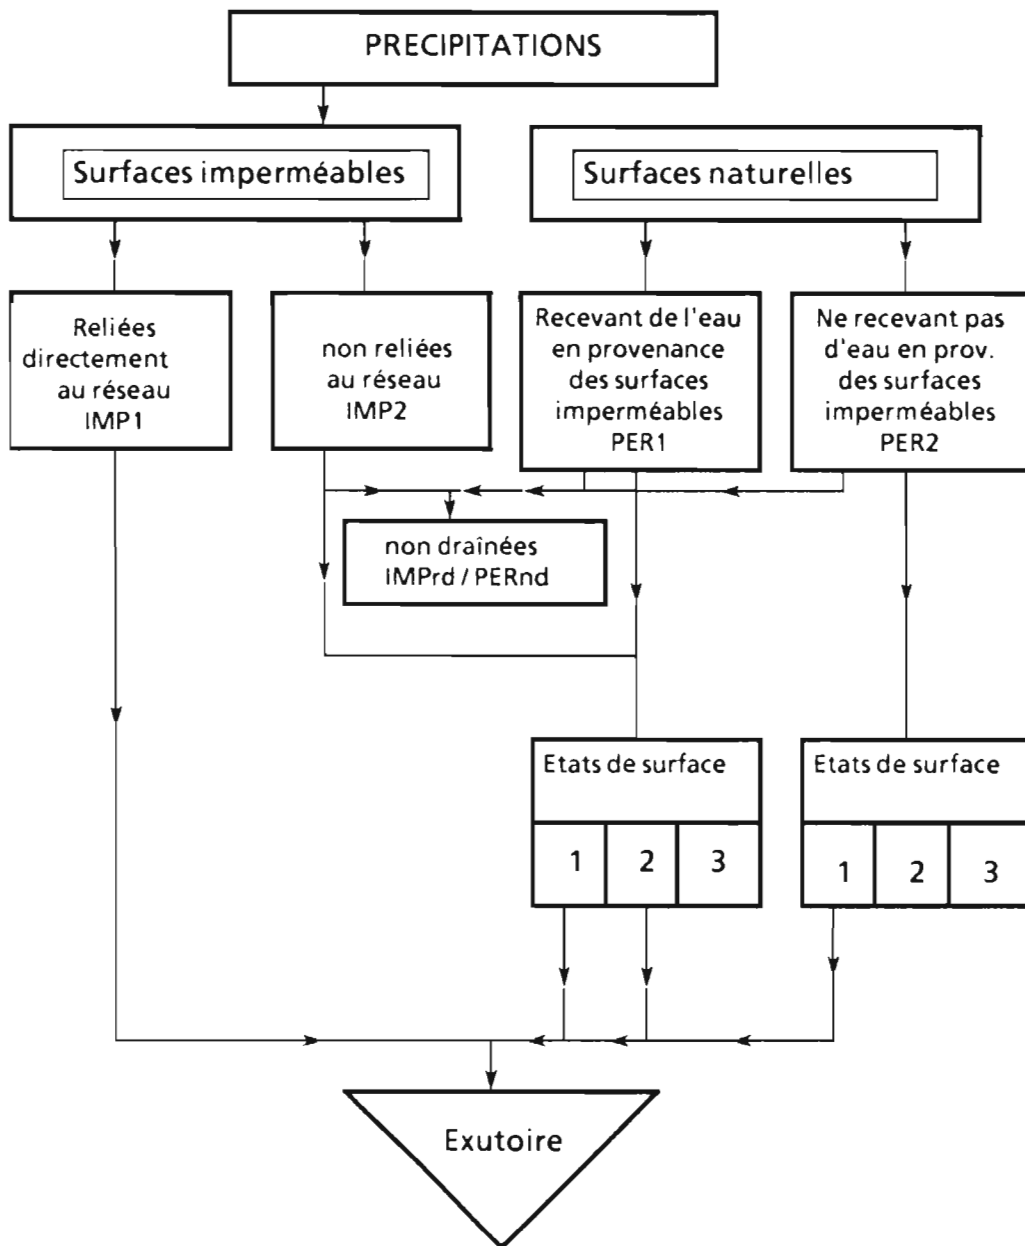 PRECIPITATIONS
Surfaces imperméables
Surfaces naturelles
Reliées
directement
au réseau
IMP1
non reliées
au réseau
IMP2
Recevant de l'eau
en provenance
des surfaces
imperméables
PER1
Ne recevant pas
d'eau en prov.
des surfaces
imperméables
PER2
non draînées
IMPrd / PERnd
Etats de surface
1 2 3
Etats de surface
1 2 3
Exutoire